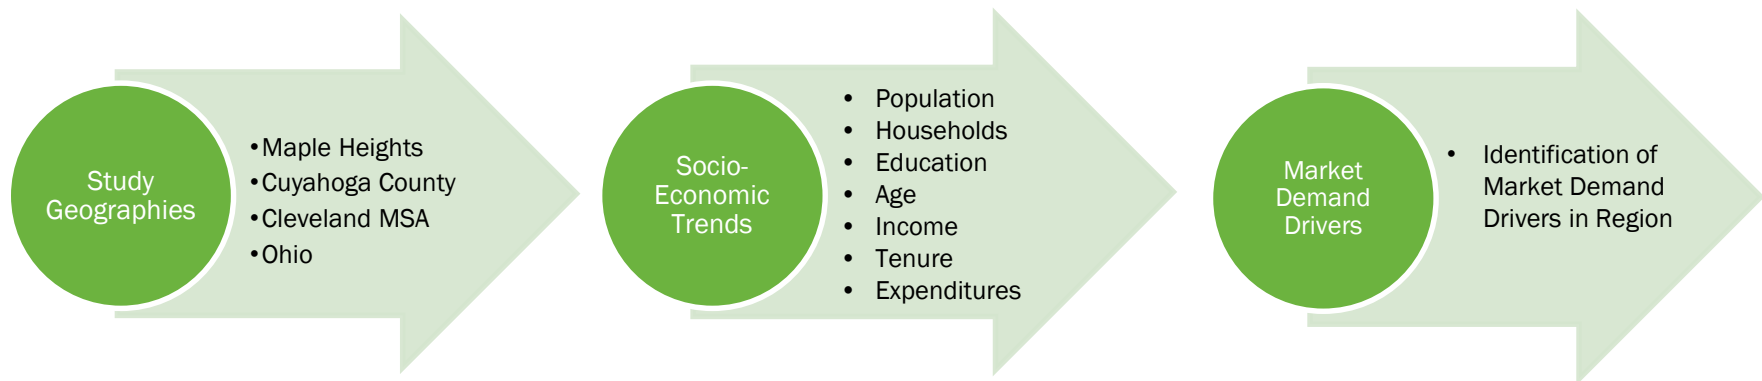 Study
Geographies
•Maple Heights
•Cuyahoga County
•Cleveland MSA
•Ohio
Socio-
Economic
Trends
• Population
• Households
• Education
• Age
• Income
• Tenure
• Expenditures
Market
Demand
Drivers
• Identification of
Market Demand
Drivers in Region